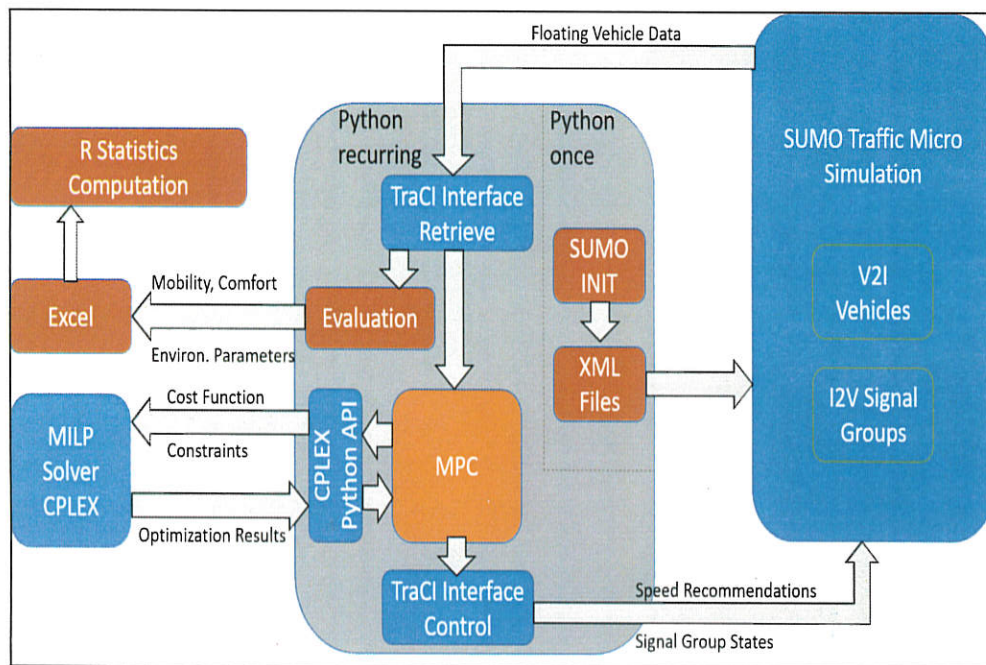 Floating Vehicle Data
Python
recurring
Python
once
SUMO Traffic Micro
Simulation
R Statistics
Computation
TraCI Interface
Retrieve
SUMO
INIT
V2I
Vehicles
Mobility, Comfort
Excel
Evaluation
Environ. Parameters
XML
Files
I2V Signal
Groups
Cost Function
Constraints
MILP
Solver
CPLEX
CPLEX
Python API
MPC
Optimization Results
TraCI Interface
Control
Speed Recommendations
Signal Group States